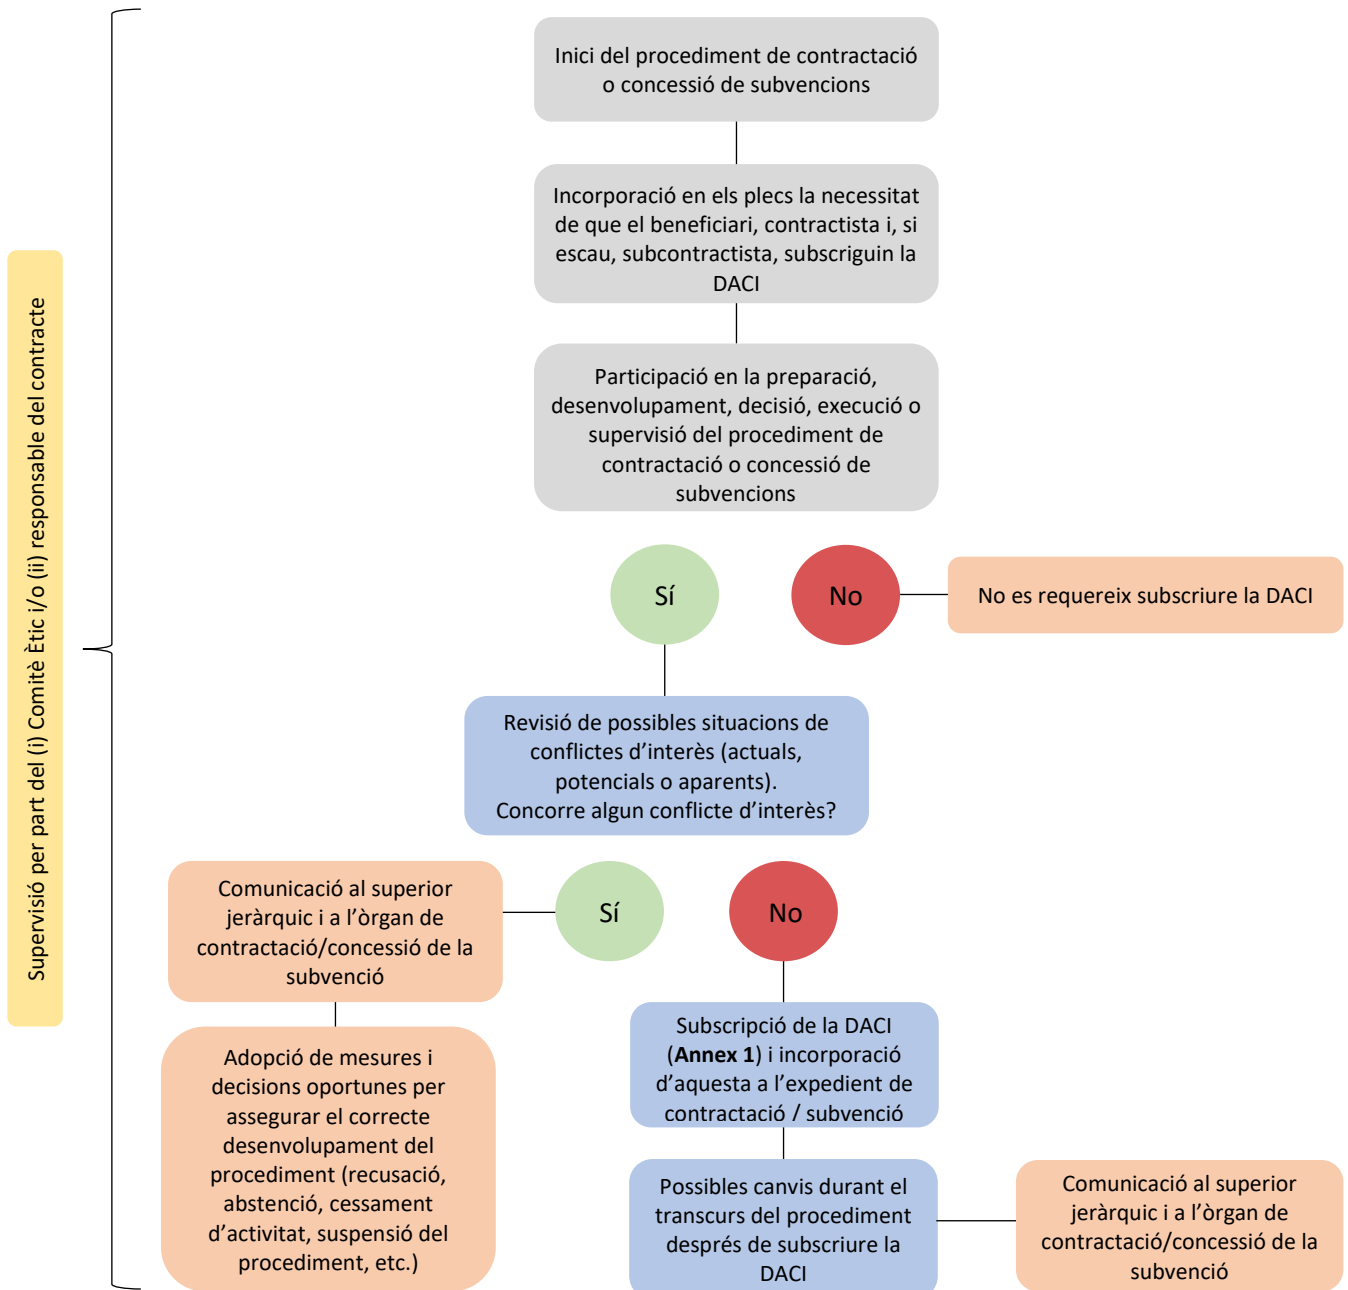 Supervisió per part del (i) Comitè Ètic i/o (ii) responsable del contracte
Inici del procediment de contractació
o concessió de subvencions
Incorporació en els plecs la necessitat
de que el beneficiari, contractista i, si
escau, subcontractista, subscriguin la
DACI
Participació en la preparació,
desenvolupament, decisió, execució o
supervisió del procediment de
contractació o concessió de
subvencions
Sí
No
No es requereix subscriure la DACI
Revisió de possibles situacions de
conflictes d’interès (actuals,
potencials o aparents).
Concorre algun conflicte d’interès?
Comunicació al superior
jeràrquic i a l’òrgan de
contractació/concessió de la
subvenció
Sí
No
Adopció de mesures i
decisions oportunes per
assegurar el correcte
desenvolupament del
procediment (recusació,
abstenció, cessament
d’activitat, suspensió del
procediment, etc.)
Subscripció de la DACI
(Annex 1) i incorporació
d’aquesta a l’expedient de
contractació / subvenció
Possibles canvis durant el
transcurs del procediment
després de subscriure la
DACI
Comunicació al superior
jeràrquic i a l’òrgan de
contractació/concessió de la
subvenció